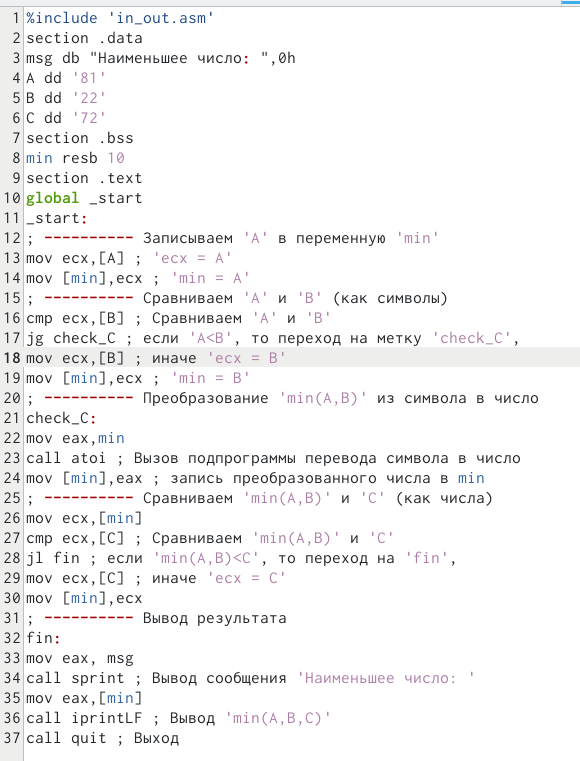 1 %include 'in_out.asm'
2 section .data
3 msg db "Наименьшее число: ",0h
4 A dd '81'
5 B dd '22'
6 C dd '72'
7 section .bss
8 min resb 10
9 section .text
10 global _start
11 _start:
12 ; ---------- Записываем 'A' в переменную 'min'
13 mov ecx,[A] ; 'ecx = A'
14 mov [min],ecx ; 'min = A'
15 ; ---------- Сравниваем 'A' и 'B' (как символы)
16 cmp ecx,[B] ; Сравниваем 'A' и 'B'
17 jg check_C ; если 'A<B', то переход на метку 'check_C',
18 mov ecx,[B] ; иначе 'ecx = B'
19 mov [min],ecx ; 'min = B'
20 ; ---------- Преобразование 'min(A,B)' из символа в число
21 check_C:
22 mov eax,min
23 call atoi ; Вызов подпрограммы перевода символа в число
24 mov [min],eax ; запись преобразованного числа в min
25 ; ---------- Сравниваем 'min(A,B)' и 'C' (как числа)
26 mov ecx,[min]
27 cmp ecx,[C] ; Сравниваем 'min(A,B)' и 'C'
28 jl fin ; если 'min(A,B)<C', то переход на 'fin',
29 mov ecx,[C] ; иначе 'ecx = C'
30 mov [min],ecx
31 ; ---------- Вывод результата
32 fin:
33 mov eax, msg
34 call sprint ; Вывод сообщения 'Наименьшее число: '
35 mov eax,[min]
36 call iprintLF ; Вывод 'min(A,B,C)'
37 call quit ; Выход